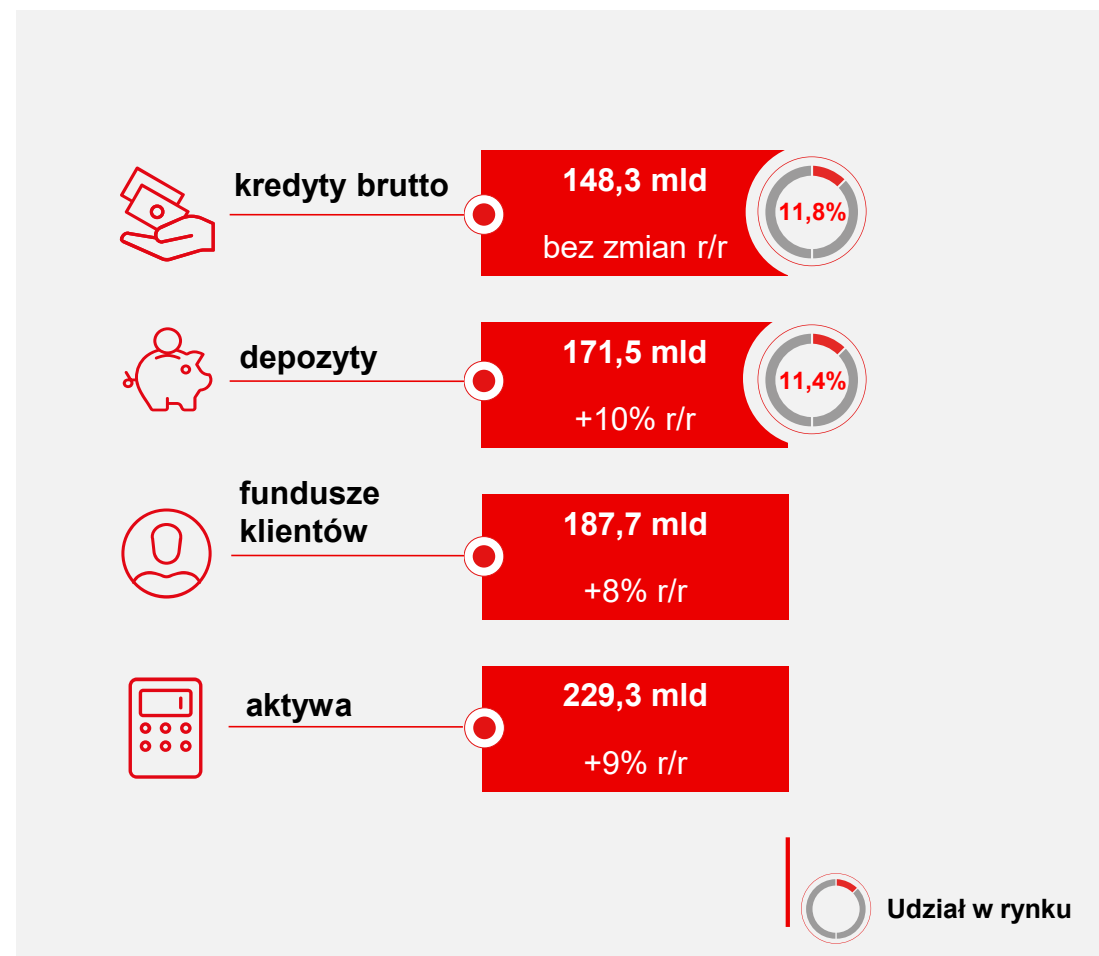 kredyty brutto
148,3 mld
bez zmian r/r
11,8%
depozyty
171,5 mld
+10% r/r
11,4%
fundusze
klientów
187,7 mld
+8% r/r
aktywa
229,3 mld
+9% r/r
Udział w rynku